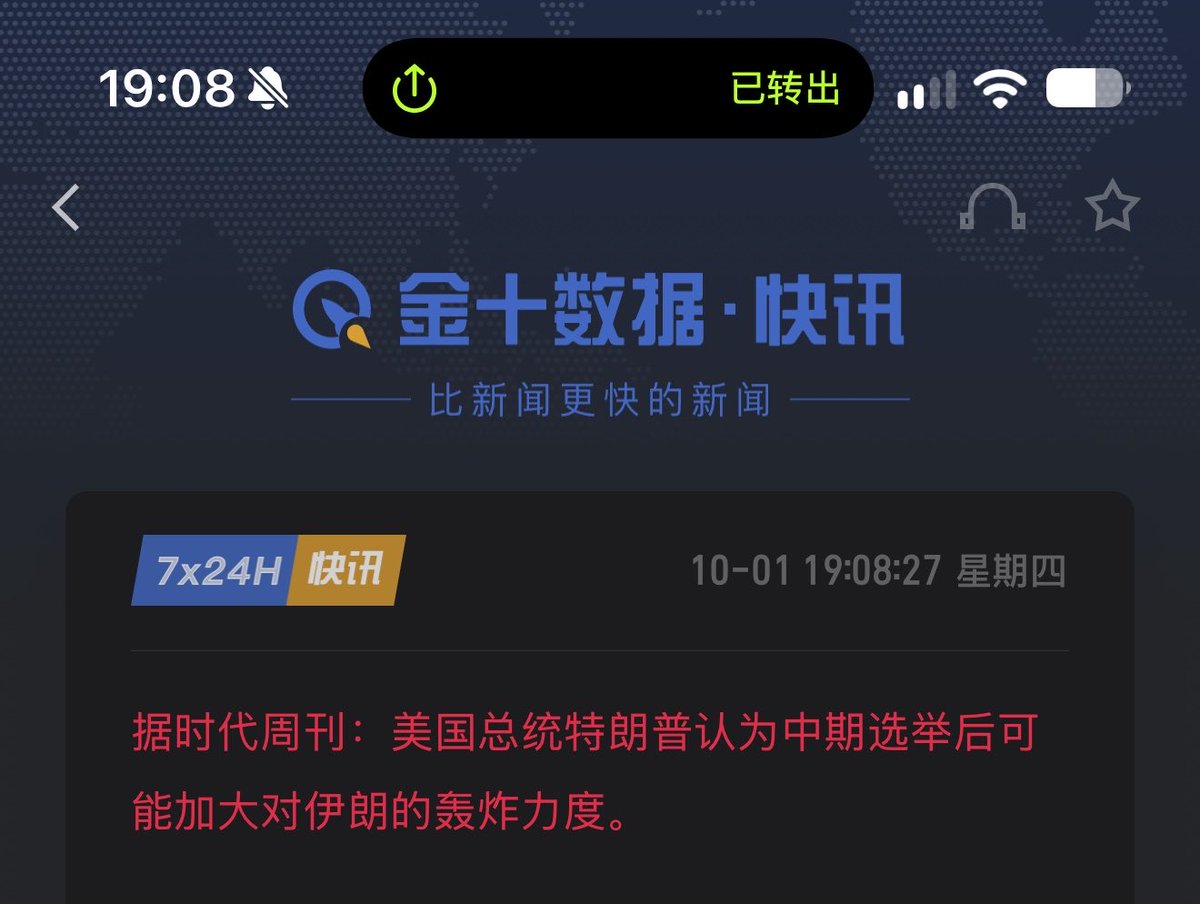 19:08
已转出
金十数据·快讯
比新闻更快的新闻
7x24H 快讯
10-01 19:08:27 星期四
据时代周刊：美国总统特朗普认为中期选举后可
能加大对伊朗的轰炸力度。